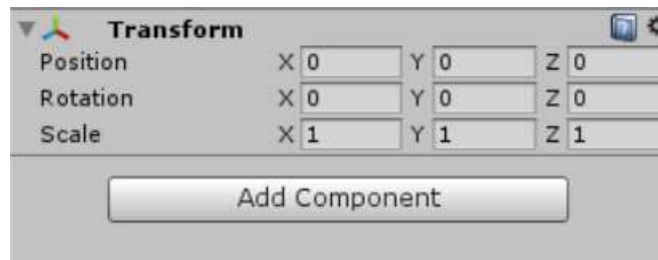 Transform
Position X 0 Y 0 Z 0
Rotation X 0 Y 0 Z 0
Scale X 1 Y 1 Z 1
Add Component